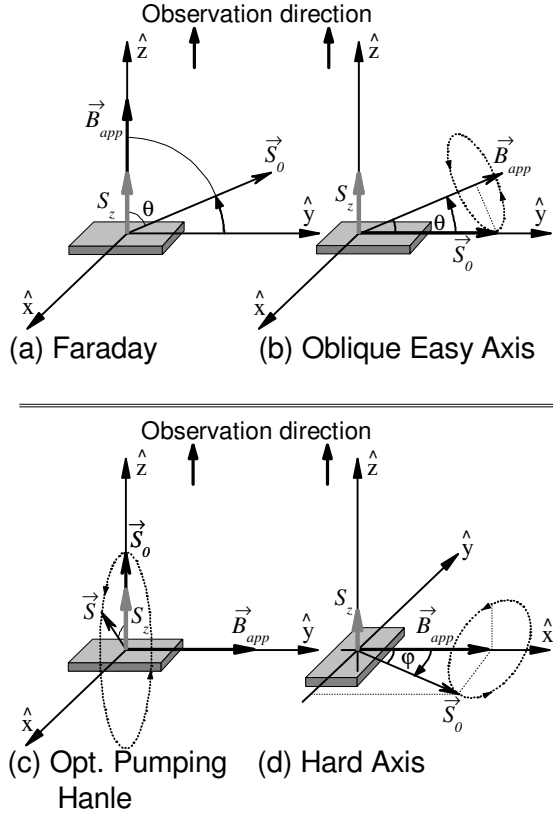 Observation direction
ẑ ẑ
B⃗app S⃗0 B⃗app
Sz θ ŷ Sz θ S⃗0 ŷ
x̂ x̂
(a) Faraday (b) Oblique Easy Axis
Observation direction
ẑ ẑ
S⃗0 ŷ
S⃗ Sz B⃗app ŷ Sz B⃗app x̂
φ
x̂ S⃗0
(c) Opt. Pumping (d) Hard Axis
Hanle